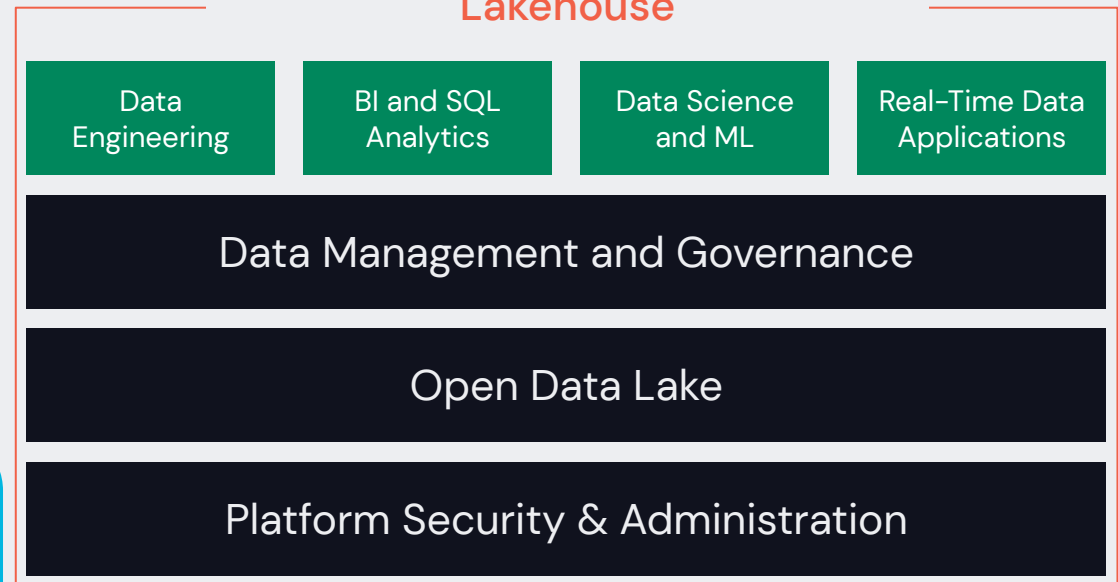 Lakehouse
Data
Engineering
BI and SQL
Analytics
Data Science
and ML
Real-Time Data
Applications
Data Management and Governance
Open Data Lake
Platform Security & Administration